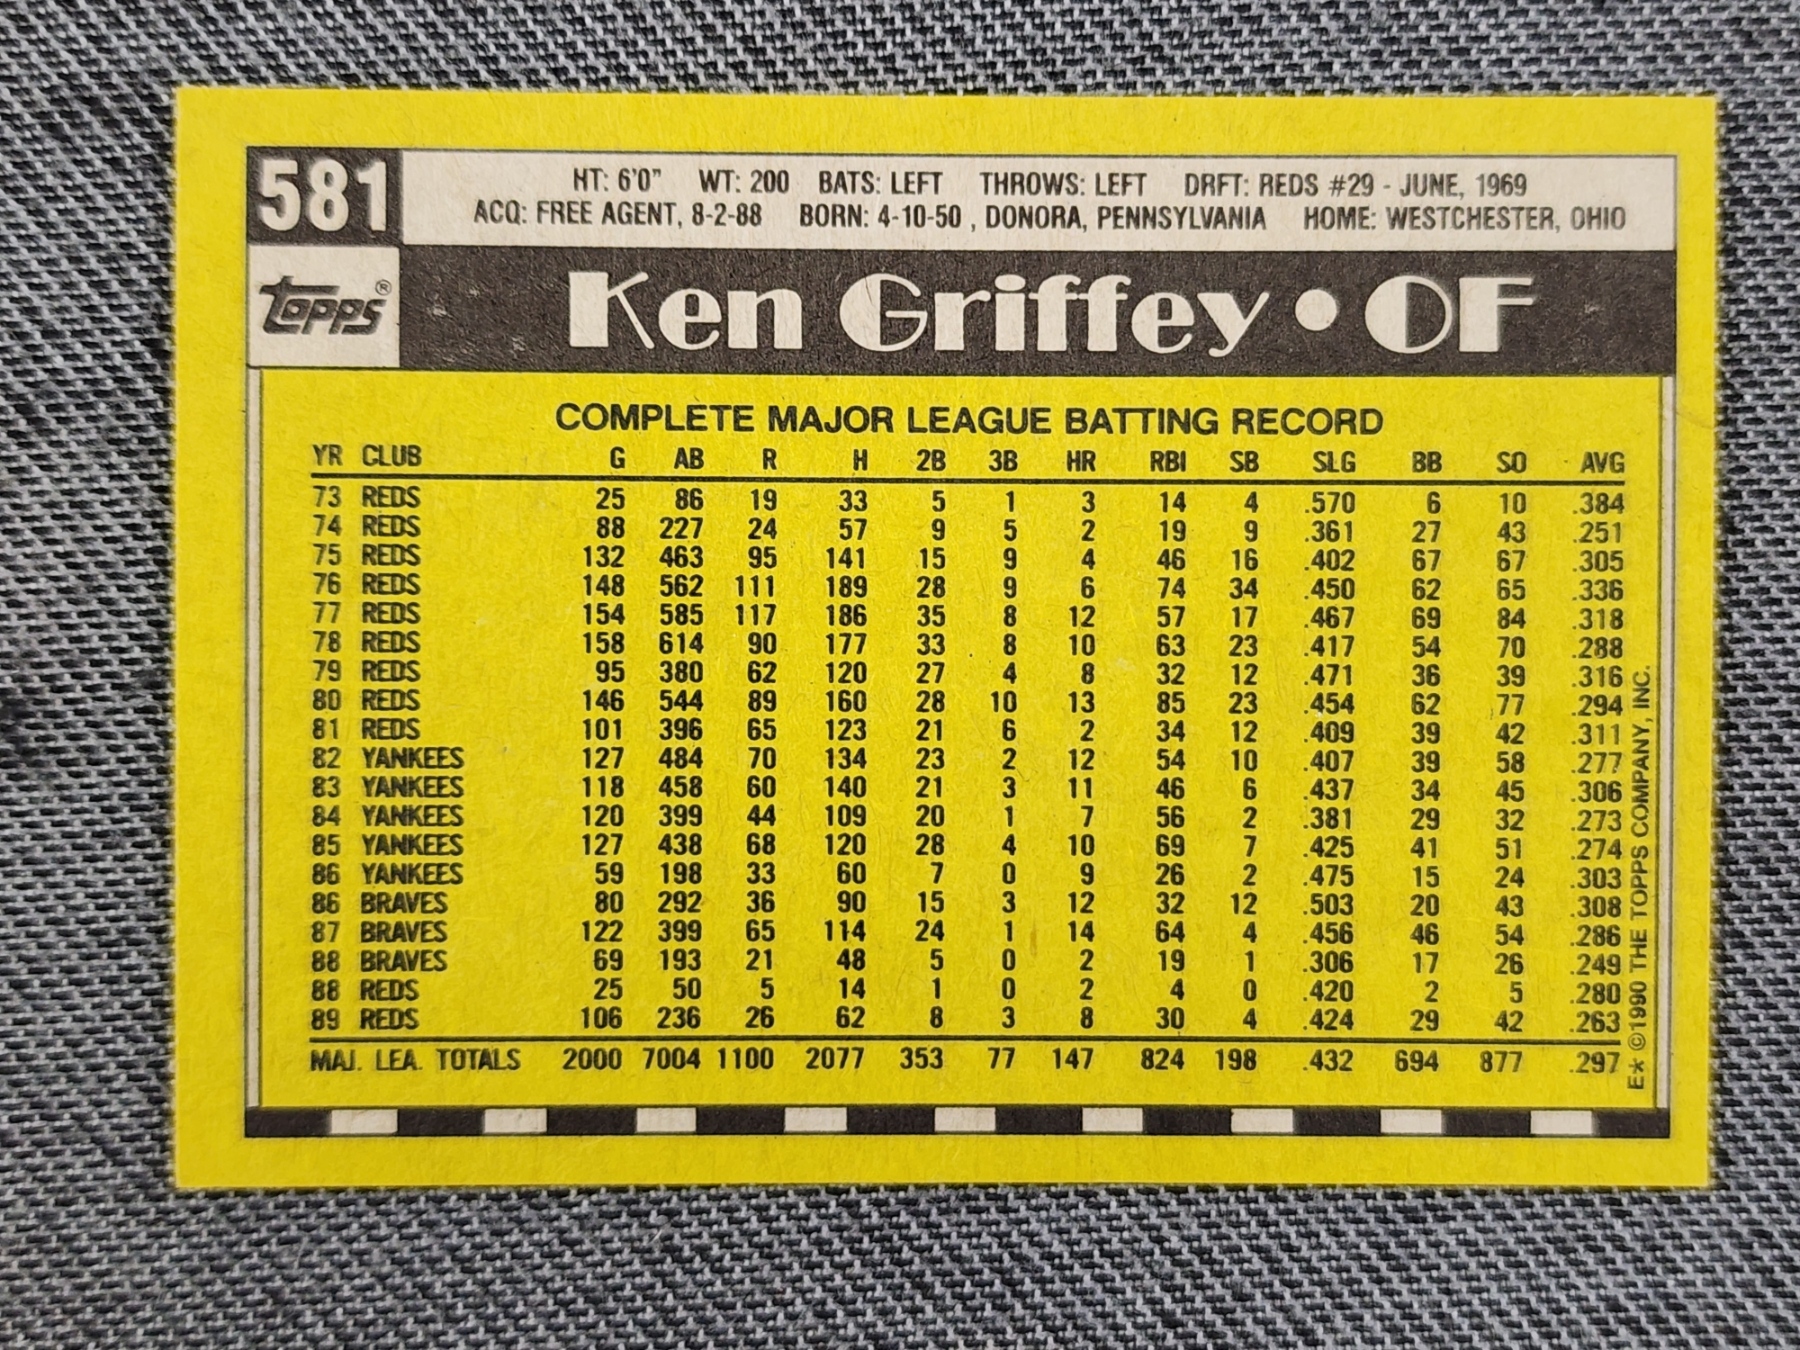 581
HT: 6'0" WT: 200 BATS: LEFT THROWS: LEFT DRFT: REDS #29 - JUNE, 1969
ACQ: FREE AGENT, 8-2-88 BORN: 4-10-50 , DONORA, PENNSYLVANIA HOME: WESTCHESTER, OHIO
Topps®
Ken Griffey • OF
COMPLETE MAJOR LEAGUE BATTING RECORD
YR CLUB G AB R H 2B 3B HR RBI SB SLG BB SO AVG
73 REDS 25 86 19 33 5 1 3 14 4 .570 6 10 .384
74 REDS 88 227 24 57 9 5 2 19 9 .361 27 43 .251
75 REDS 132 463 95 141 15 9 4 46 16 .402 67 67 .305
76 REDS 148 562 111 189 28 9 6 74 34 .450 62 65 .336
77 REDS 154 585 117 186 35 8 12 57 17 .467 69 84 .318
78 REDS 158 614 90 177 33 8 10 63 23 .417 54 70 .288
79 REDS 95 380 62 120 27 4 8 32 12 .471 36 39 .316
80 REDS 146 544 89 160 28 10 13 85 23 .454 62 77 .294
81 REDS 101 396 65 123 21 6 2 34 12 .409 39 42 .311
82 YANKEES 127 484 70 134 23 2 12 54 10 .407 39 58 .277
83 YANKEES 118 458 60 140 21 3 11 46 6 .437 34 45 .306
84 YANKEES 120 399 44 109 20 1 7 56 2 .381 29 32 .273
85 YANKEES 127 438 68 120 28 4 10 69 7 .425 41 51 .274
86 YANKEES 59 198 33 60 7 0 9 26 2 .475 15 24 .303
86 BRAVES 80 292 36 90 15 3 12 32 12 .503 20 43 .308
87 BRAVES 122 399 65 114 24 1 14 64 4 .456 46 54 .286
88 BRAVES 69 193 21 48 5 0 2 19 1 .306 17 26 .249
88 REDS 25 50 5 14 1 0 2 4 0 .420 2 5 .280
89 REDS 106 236 26 62 8 3 8 30 4 .424 29 42 .263
MAJ. LEA. TOTALS 2000 7004 1100 2077 353 77 147 824 198 .432 694 877 .297
E* ©1990 THE TOPPS COMPANY, INC.